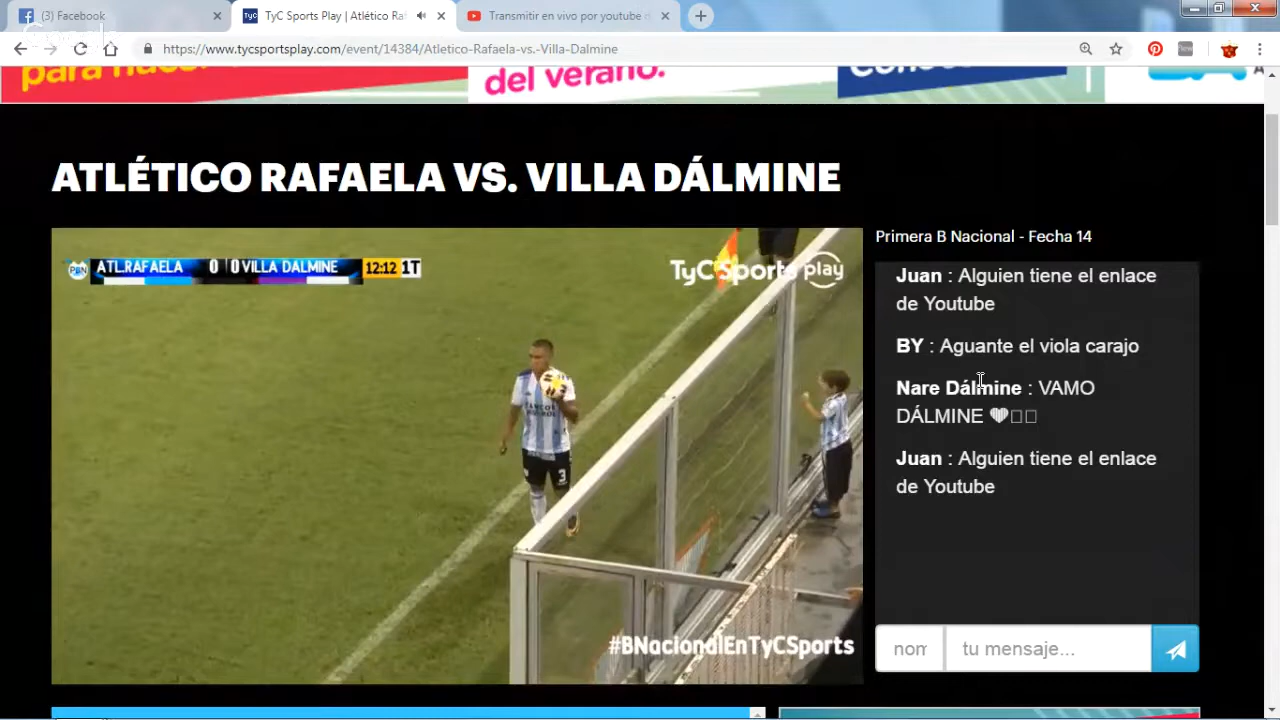 (3) Facebook
TyC Sports Play | Atlético Raf
Transmitir en vivo por youtube d
https://www.tycsportsplay.com/event/14384/Atletico-Rafaela-vs.-Villa-Dalmine
del verano.
ATLÉTICO RAFAELA VS. VILLA DÁLMINE
Primera B Nacional - Fecha 14
PBN ATL.RAFAELA 0 0 VILLA DALMINE 12:12 1T
TyC Sports play
3
#BNacionalEnTyCSports
Juan : Alguien tiene el enlace
de Youtube
BY : Aguante el viola carajo
Nare Dálmine : VAMO
DÁLMINE
Juan : Alguien tiene el enlace
de Youtube
nom
tu mensaje...